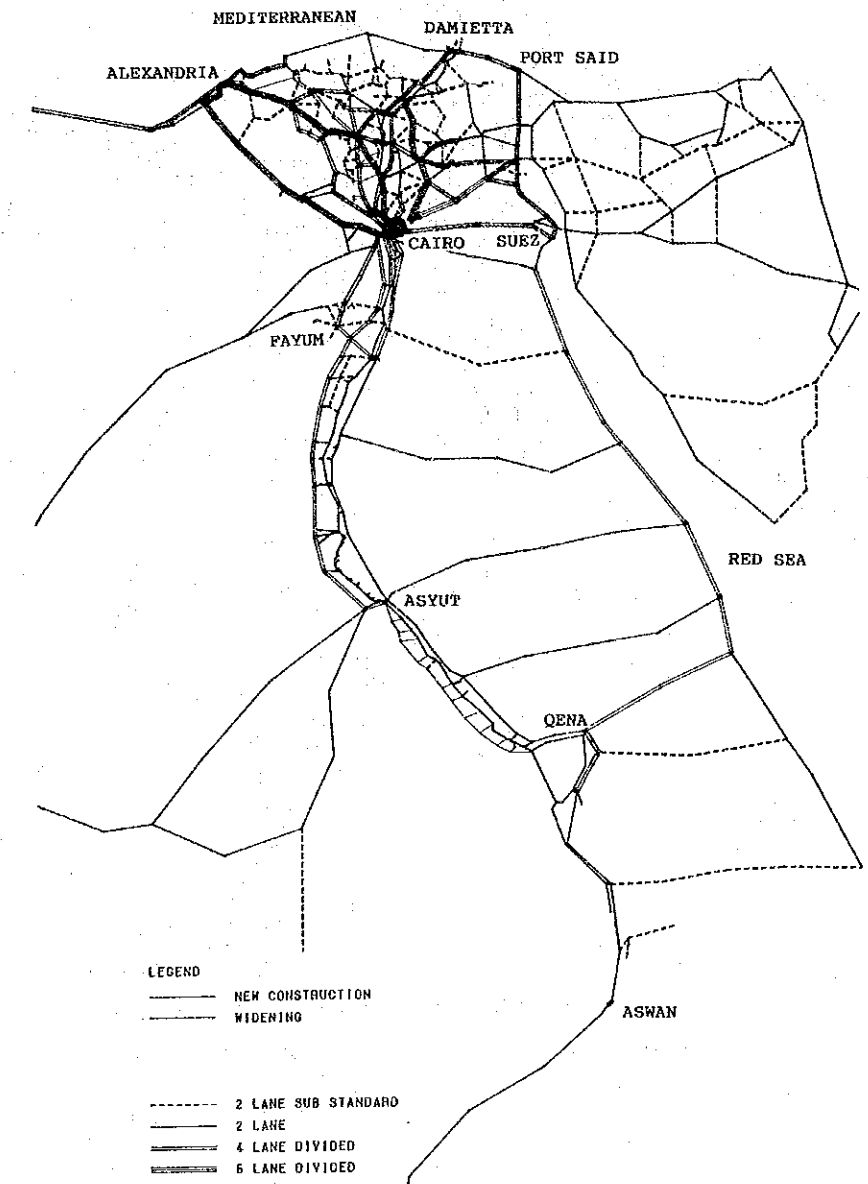 MEDITERRANEAN
DAMIETTA
PORT SAID
ALEXANDRIA
CAIRO
SUEZ
FAYUM
RED SEA
ASYUT
QENA
ASWAN
LEGEND
NEW CONSTRUCTION
WIDENING
2 LANE SUB STANDARD
2 LANE
4 LANE DIVIDED
6 LANE DIVIDED